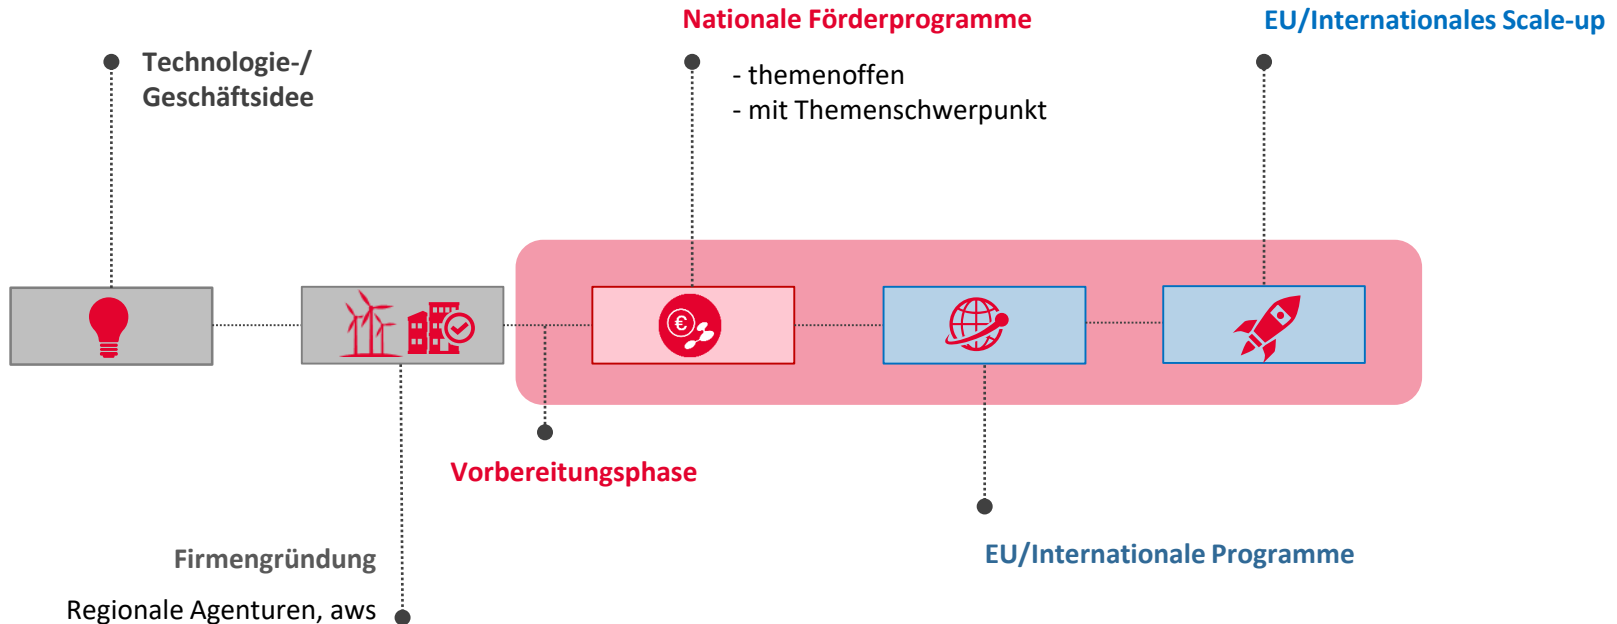 Nationale Förderprogramme
EU/Internationales Scale-up
Technologie-/
Geschäftsidee
- themenoffen
- mit Themenschwerpunkt
€
Vorbereitungsphase
Firmengründung
EU/Internationale Programme
Regionale Agenturen, aws